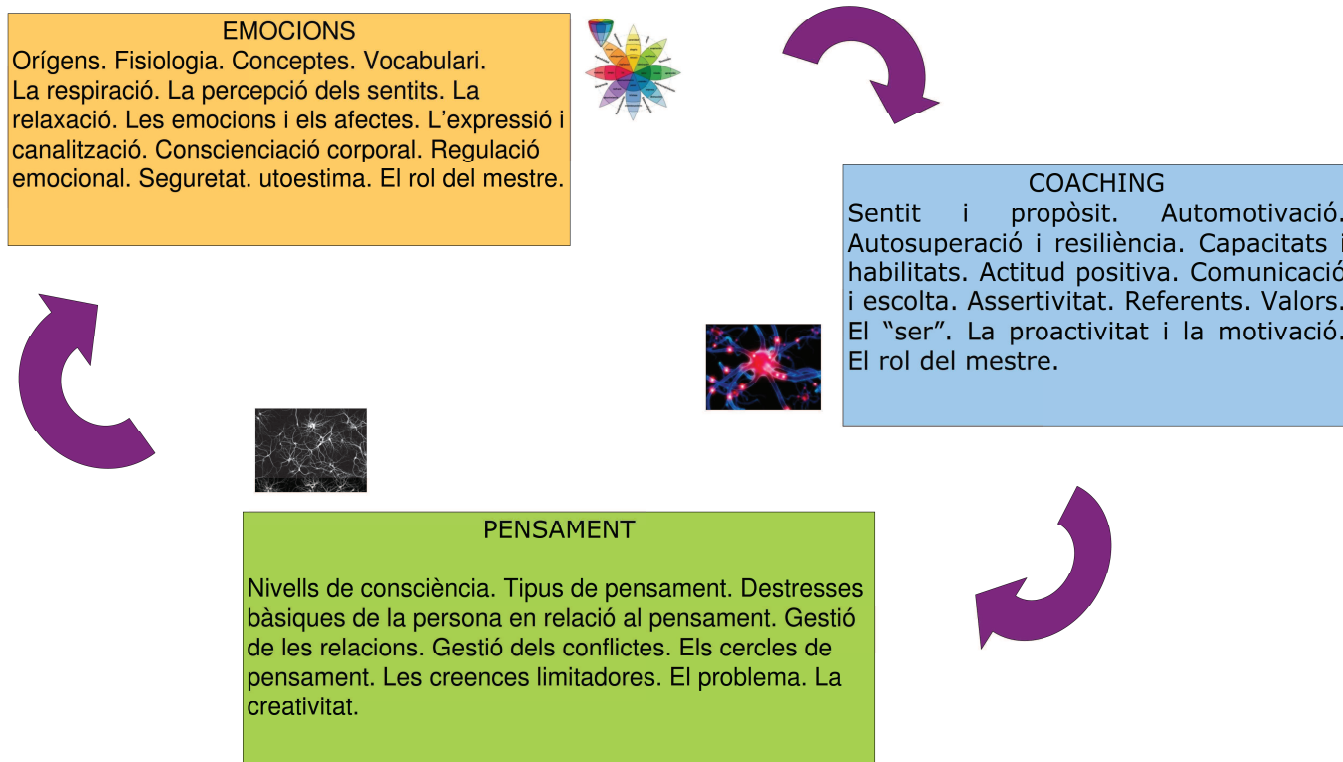 EMOCIONS
Orígens. Fisiologia. Conceptes. Vocabulari.
La respiració. La percepció dels sentits. La
relaxació. Les emocions i els afectes. L’expressió i
canalització. Conscienciació corporal. Regulació
emocional. Seguretat. utoestima. El rol del mestre.
COACHING
Sentit i propòsit. Automotivació.
Autosuperació i resiliència. Capacitats i
habilitats. Actitud positiva. Comunicació
i escolta. Assertivitat. Referents. Valors.
El “ser”. La proactivitat i la motivació.
El rol del mestre.
PENSAMENT
Nivells de consciència. Tipus de pensament. Destresses
bàsiques de la persona en relació al pensament. Gestió
de les relacions. Gestió dels conflictes. Els cercles de
pensament. Les creences limitadores. El problema. La
creativitat.